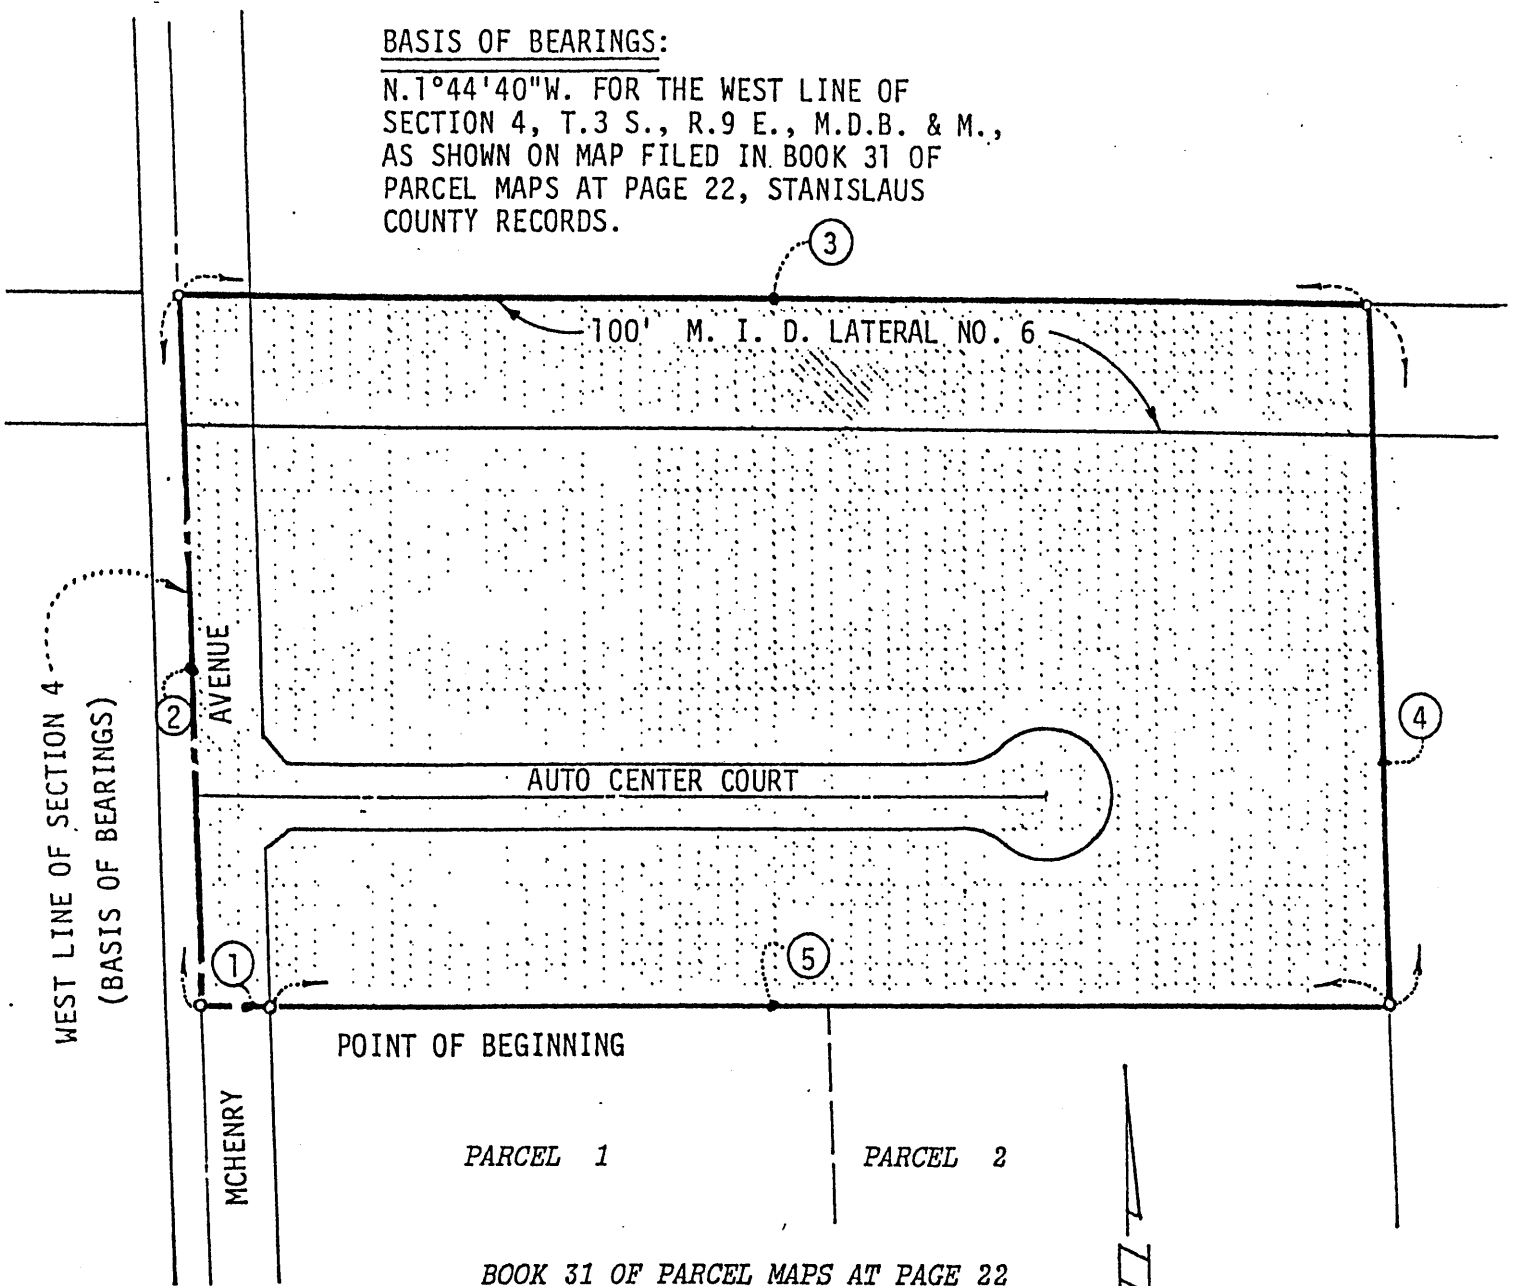 BASIS OF BEARINGS:
N.1°44'40"W. FOR THE WEST LINE OF
SECTION 4, T.3 S., R.9 E., M.D.B. & M.,
AS SHOWN ON MAP FILED IN BOOK 31 OF
PARCEL MAPS AT PAGE 22, STANISLAUS
COUNTY RECORDS.
3
100' M. I. D. LATERAL NO. 6
AVENUE
2
4
WEST LINE OF SECTION 4
(BASIS OF BEARINGS)
AUTO CENTER COURT
1
5
POINT OF BEGINNING
MCHENRY
PARCEL 1
PARCEL 2
BOOK 31 OF PARCEL MAPS AT PAGE 22